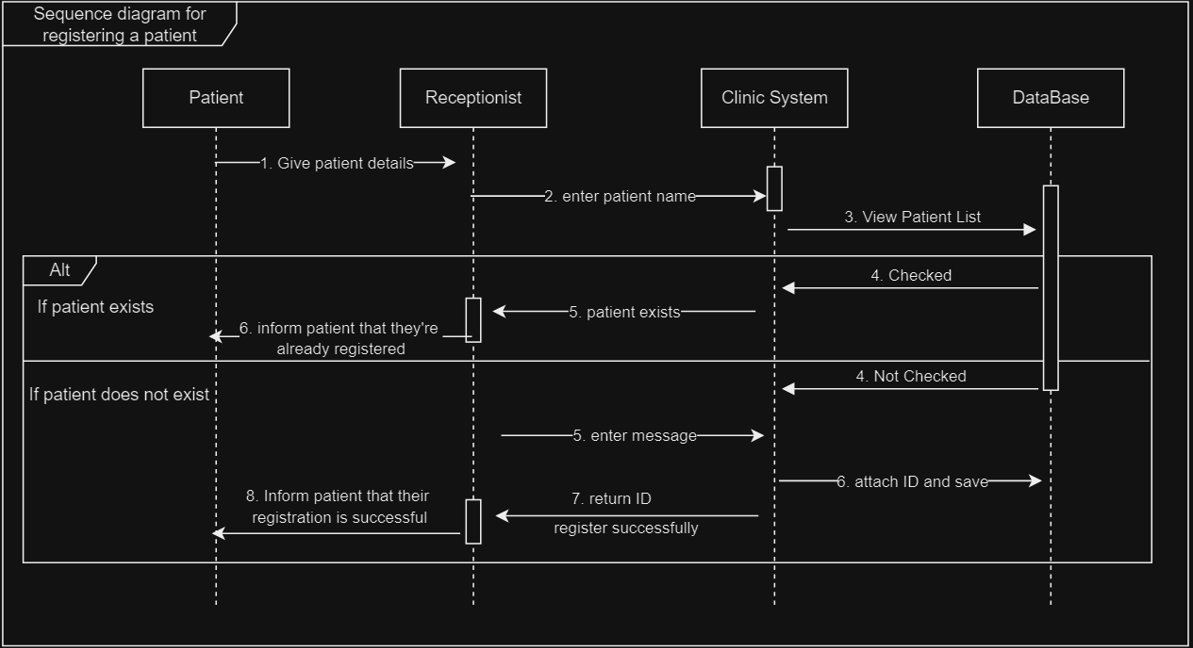 Sequence diagram for
registering a patient
Patient
Receptionist
Clinic System
DataBase
1. Give patient details
2. enter patient name
3. View Patient List
Alt
4. Checked
If patient exists
5. patient exists
6. inform patient that they're
already registered
4. Not Checked
If patient does not exist
5. enter message
6. attach ID and save
8. Inform patient that their
registration is successful
7. return ID
register successfully